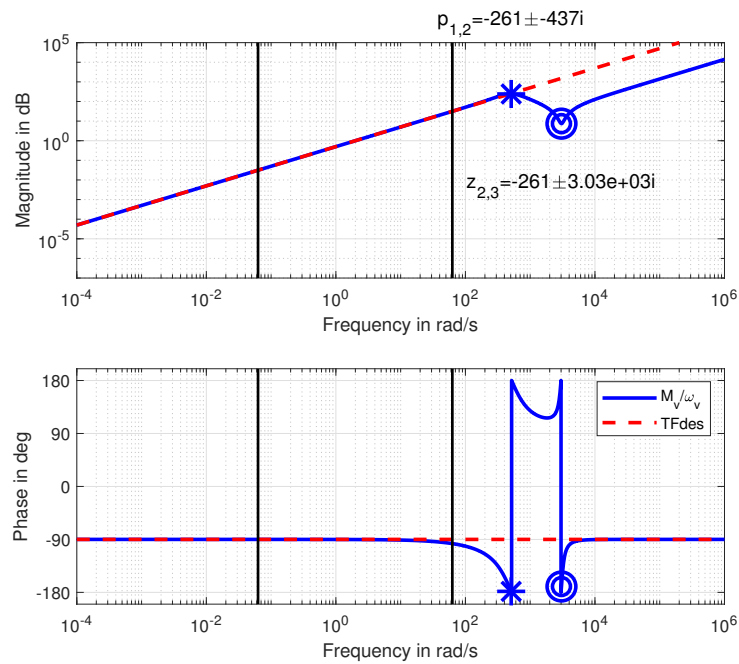 p1,2=-261±-437i
10^5
10^0
10^-5
Magnitude in dB
z2,3=-261±3.03e+03i
10^-4 10^-2 10^0 10^2 10^4 10^6
Frequency in rad/s
180
90
0
-90
-180
Phase in deg
Mv/ωv
TFdes
10^-4 10^-2 10^0 10^2 10^4 10^6
Frequency in rad/s